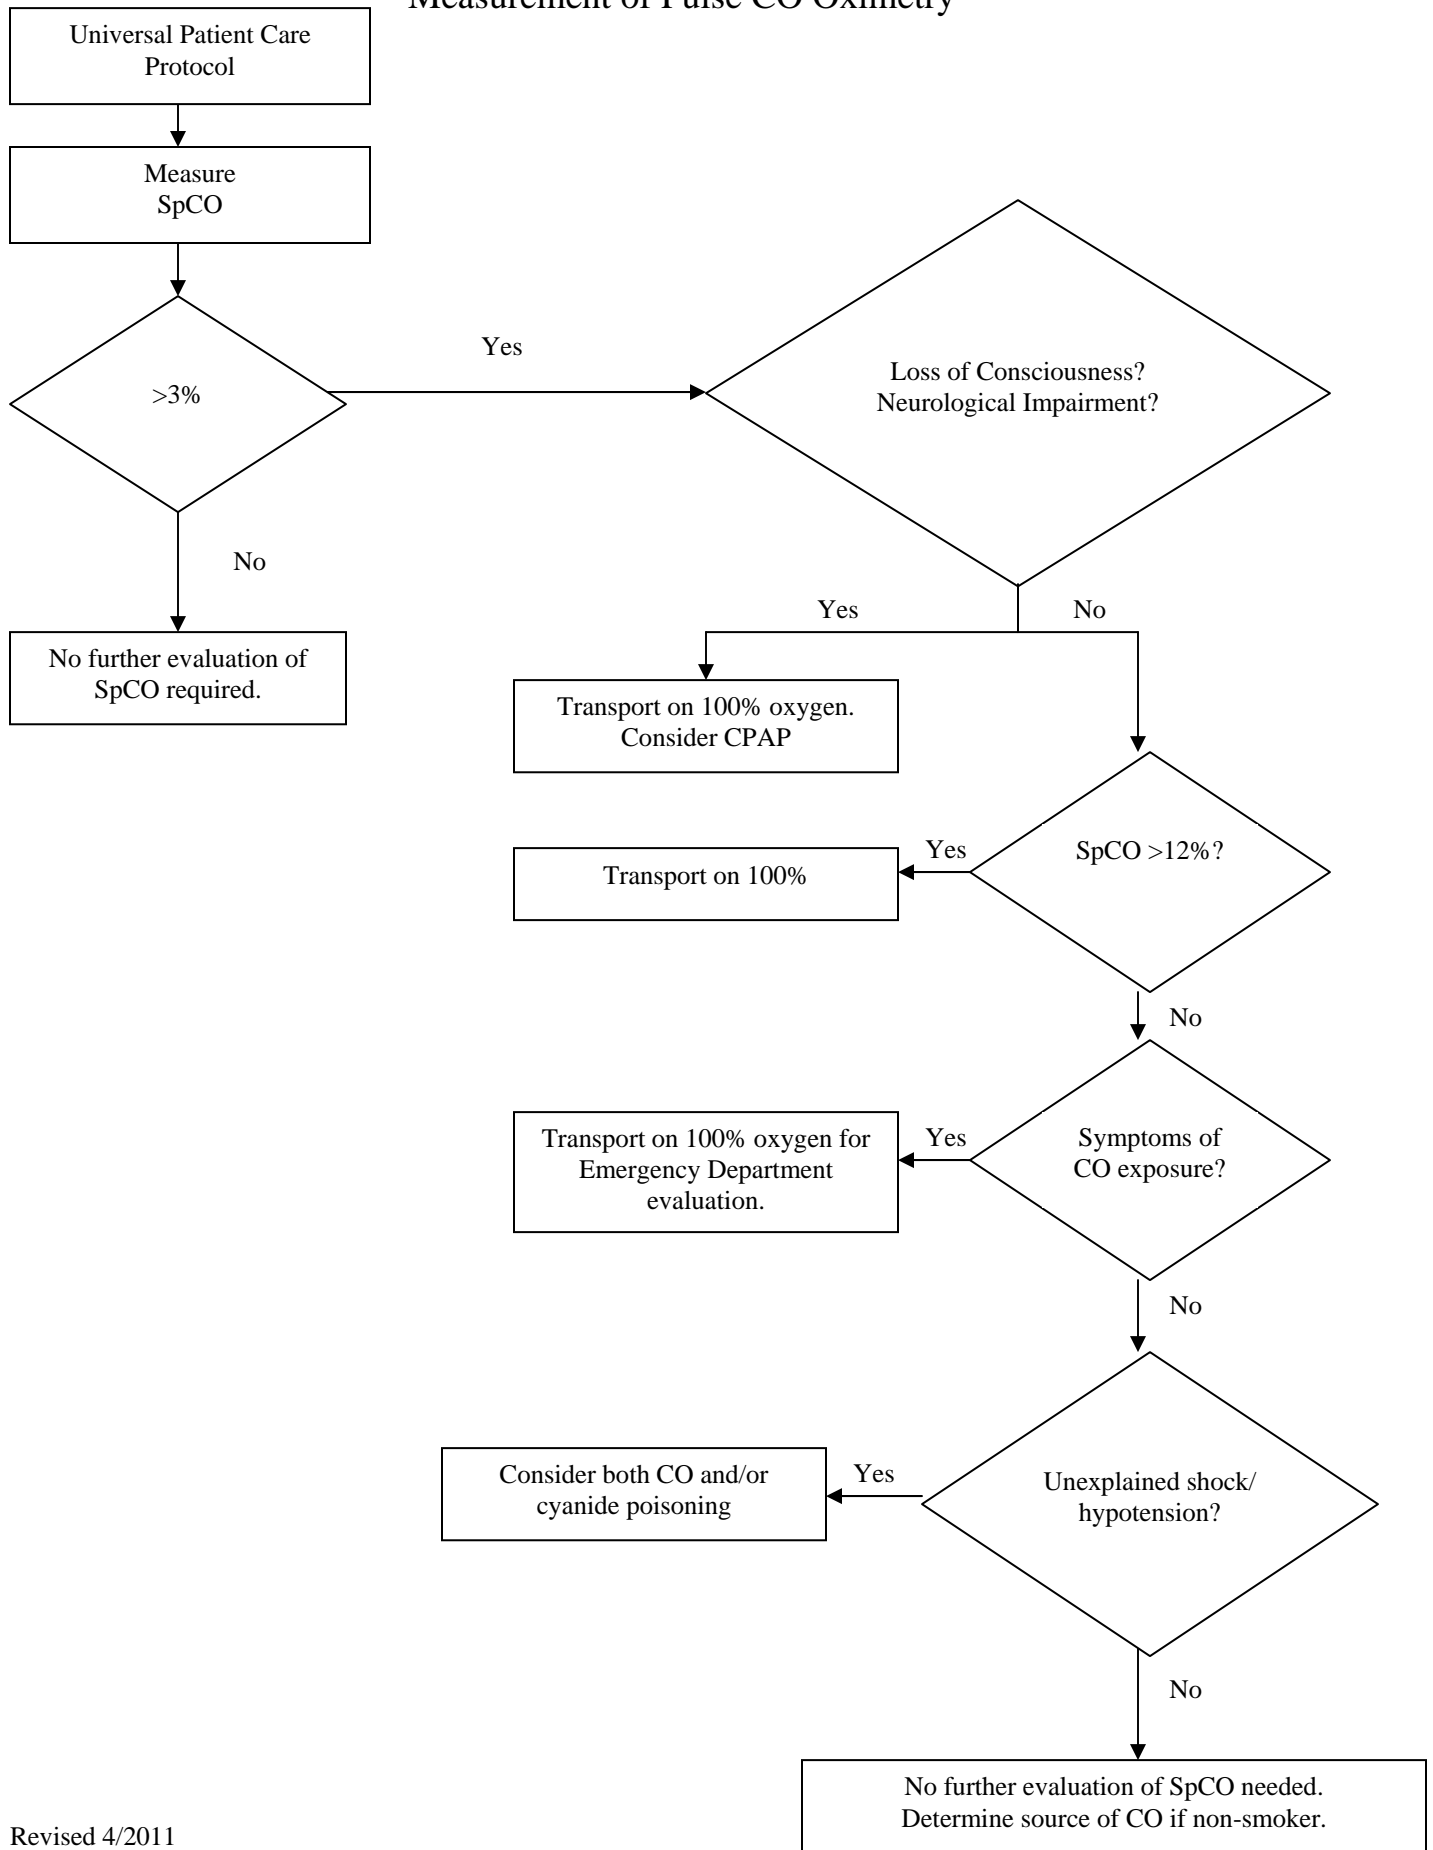 Measurement of Pulse CO Oximetry
Universal Patient Care
Protocol
Measure
SpCO
>3%
Yes
Loss of Consciousness?
Neurological Impairment?
No
No further evaluation of
SpCO required.
Yes
No
Transport on 100% oxygen.
Consider CPAP
SpCO >12%?
Yes
Transport on 100%
No
Symptoms of
CO exposure?
Yes
Transport on 100% oxygen for
Emergency Department
evaluation.
No
Unexplained shock/
hypotension?
Yes
Consider both CO and/or
cyanide poisoning
No
No further evaluation of SpCO needed.
Determine source of CO if non-smoker.
Revised 4/2011